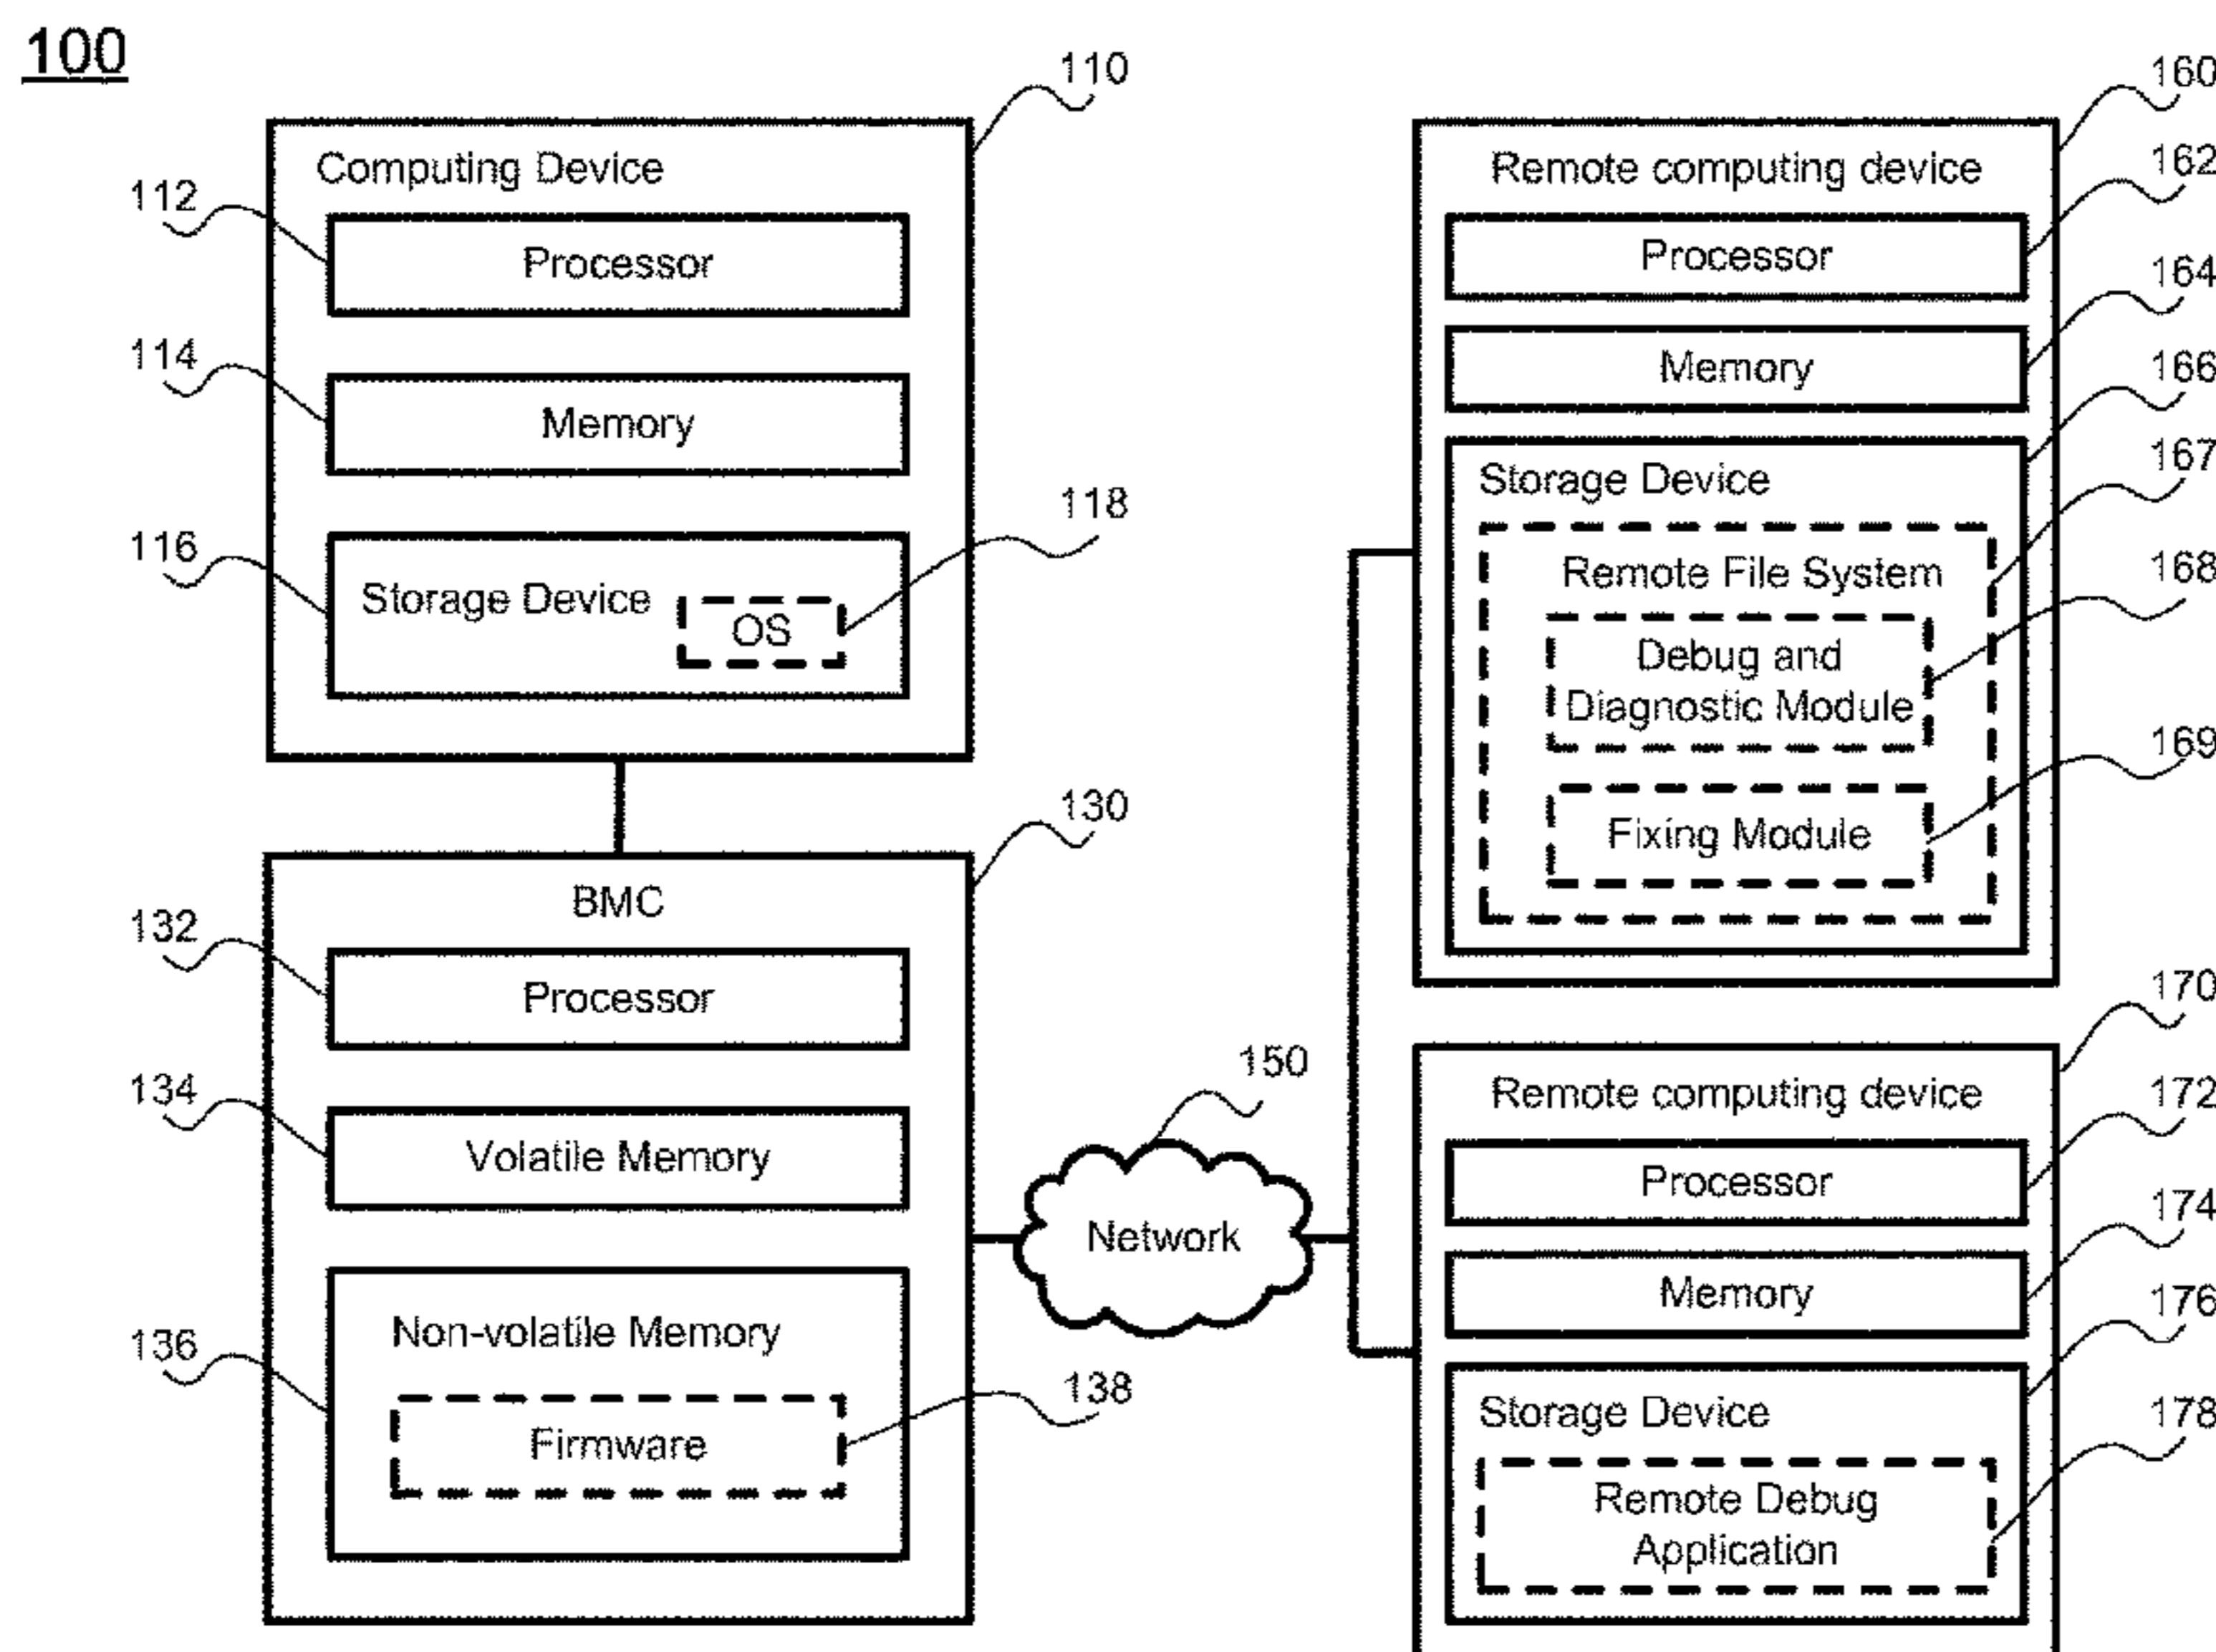 100
110
Computing Device
112
Processor
114
Memory
116
118
Storage Device
OS
130
BMC
132
Processor
134
Volatile Memory
136
Non-volatile Memory
138
Firmware
150
Network
160
Remote computing device
162
Processor
164
Memory
166
Storage Device
167
Remote File System
168
Debug and
Diagnostic Module
169
Fixing Module
170
Remote computing device
172
Processor
174
Memory
176
Storage Device
178
Remote Debug
Application